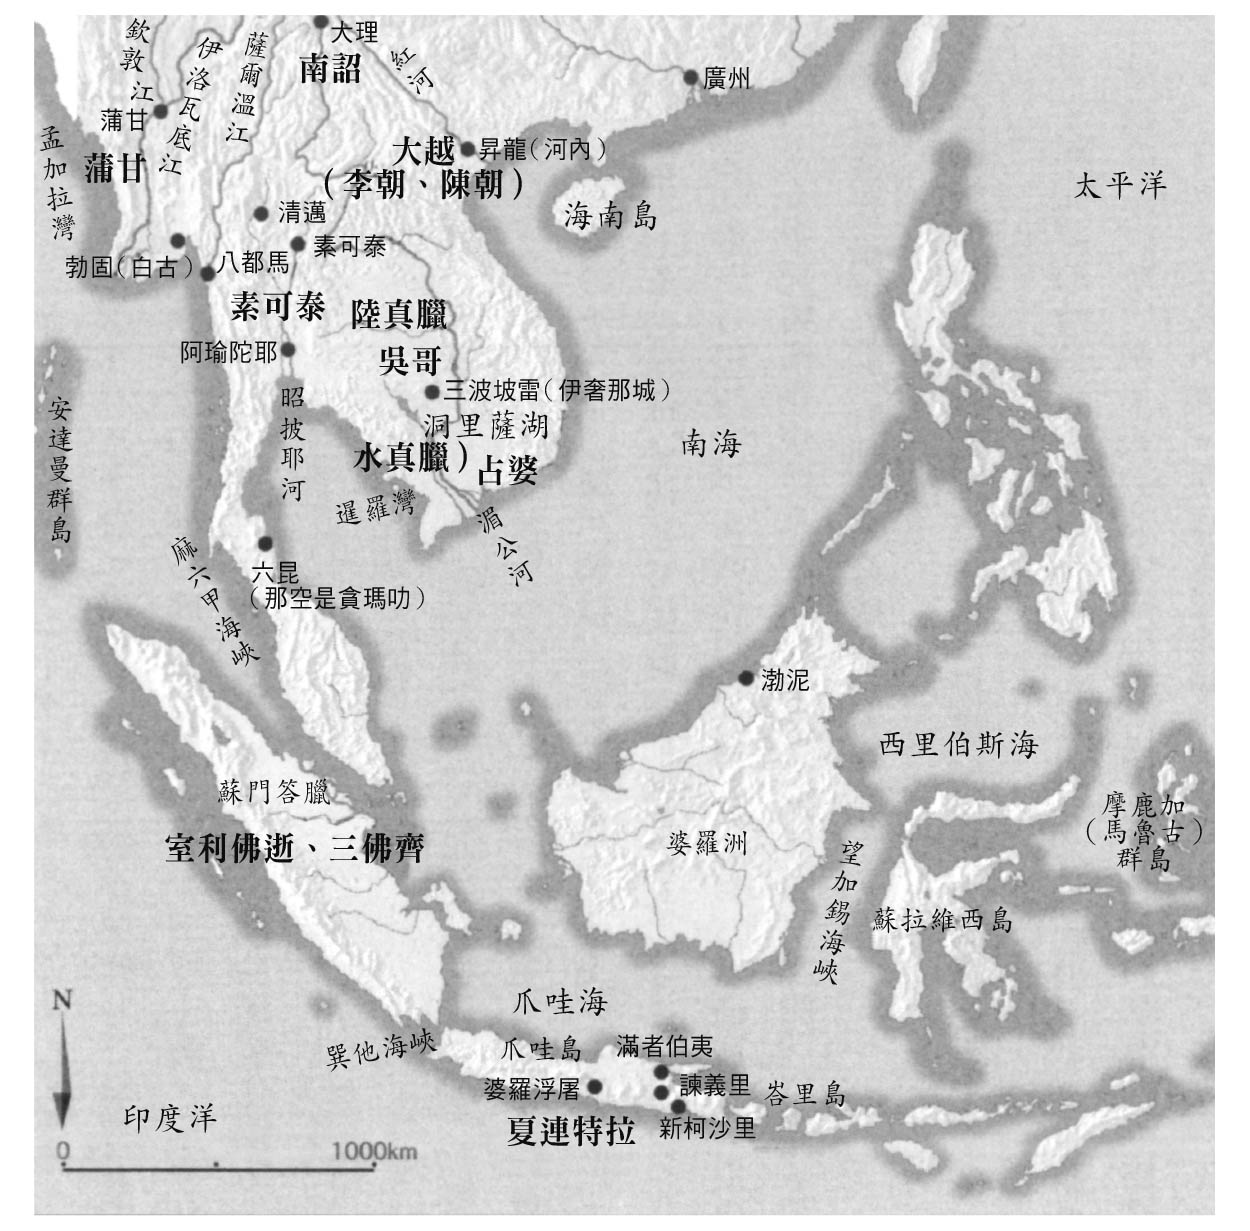 大理
南詔
紅河
欽敦江
伊洛瓦底江
薩爾溫江
廣州
蒲甘
蒲甘
孟加拉灣
大越
昇龍(河內)
(李朝、陳朝)
海南島
太平洋
清邁
素可泰
勃固(白古)
八都馬
素可泰
陸真臘
阿瑜陀耶
吳哥
三波坡雷(伊奢那城)
昭披耶河
洞里薩湖
水真臘)
占婆
南海
安達曼群島
暹羅灣
湄公河
麻六甲海峽
六昆
(那空是貪瑪叻)
渤泥
西里伯斯海
蘇門答臘
室利佛逝、三佛齊
婆羅洲
望加錫海峽
摩鹿加
(馬魯古)
群島
蘇拉維西島
爪哇海
巽他海峽
爪哇島
滿者伯夷
婆羅浮屠
諫義里
峇里島
夏連特拉
新柯沙里
印度洋
N
0
1000km